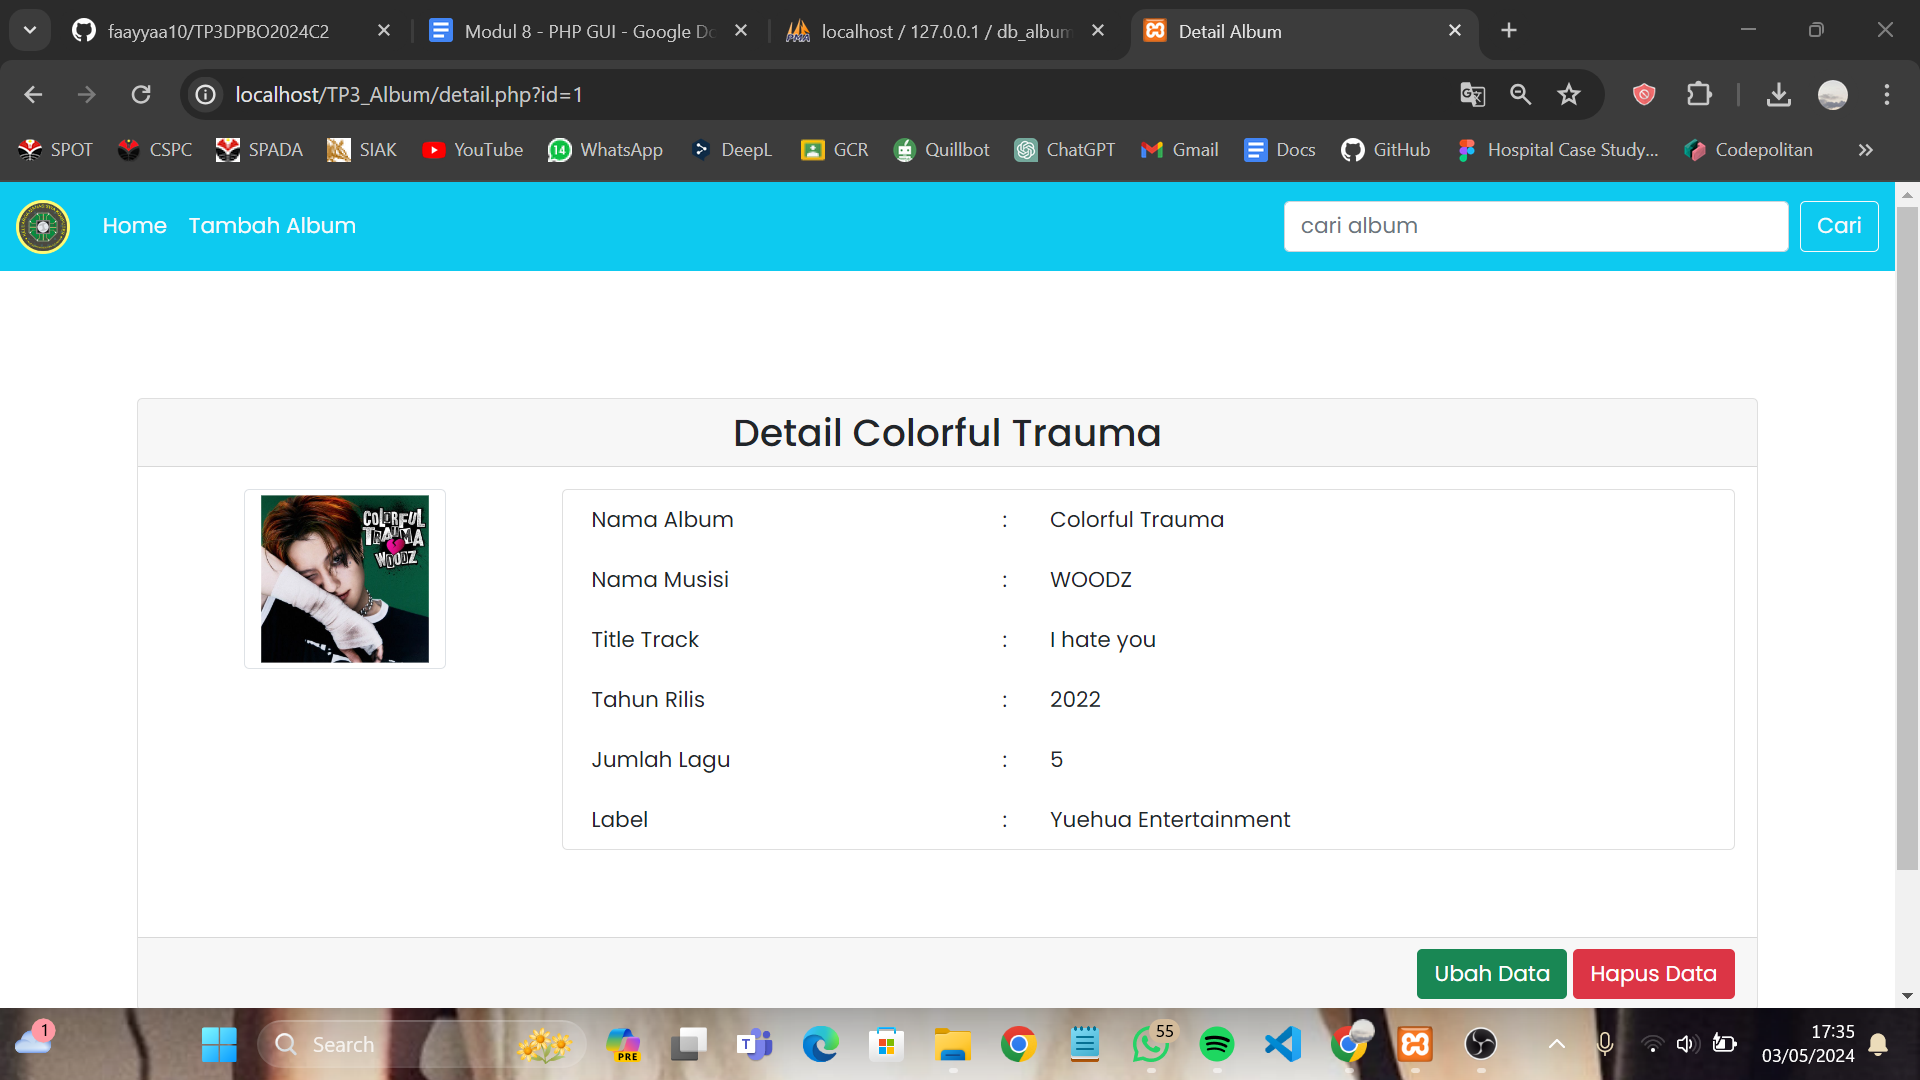 faayyaa10/TP3DPBO2024C2
Modul 8 - PHP GUI - Google Do
localhost / 127.0.0.1 / db_album
Detail Album
localhost/TP3_Album/detail.php?id=1
SPOT
CSPC
SPADA
SIAK
YouTube
14
WhatsApp
DeepL
GCR
Quillbot
ChatGPT
Gmail
Docs
GitHub
Hospital Case Study...
Codepolitan
Home
Tambah Album
cari album
Cari
Detail Colorful Trauma
COLORFUL
TRAUMA
WOODZ
Nama Album : Colorful Trauma
Nama Musisi : WOODZ
Title Track : I hate you
Tahun Rilis : 2022
Jumlah Lagu : 5
Label : Yuehua Entertainment
Ubah Data
Hapus Data
1
Search
PRE
55
17:35
03/05/2024